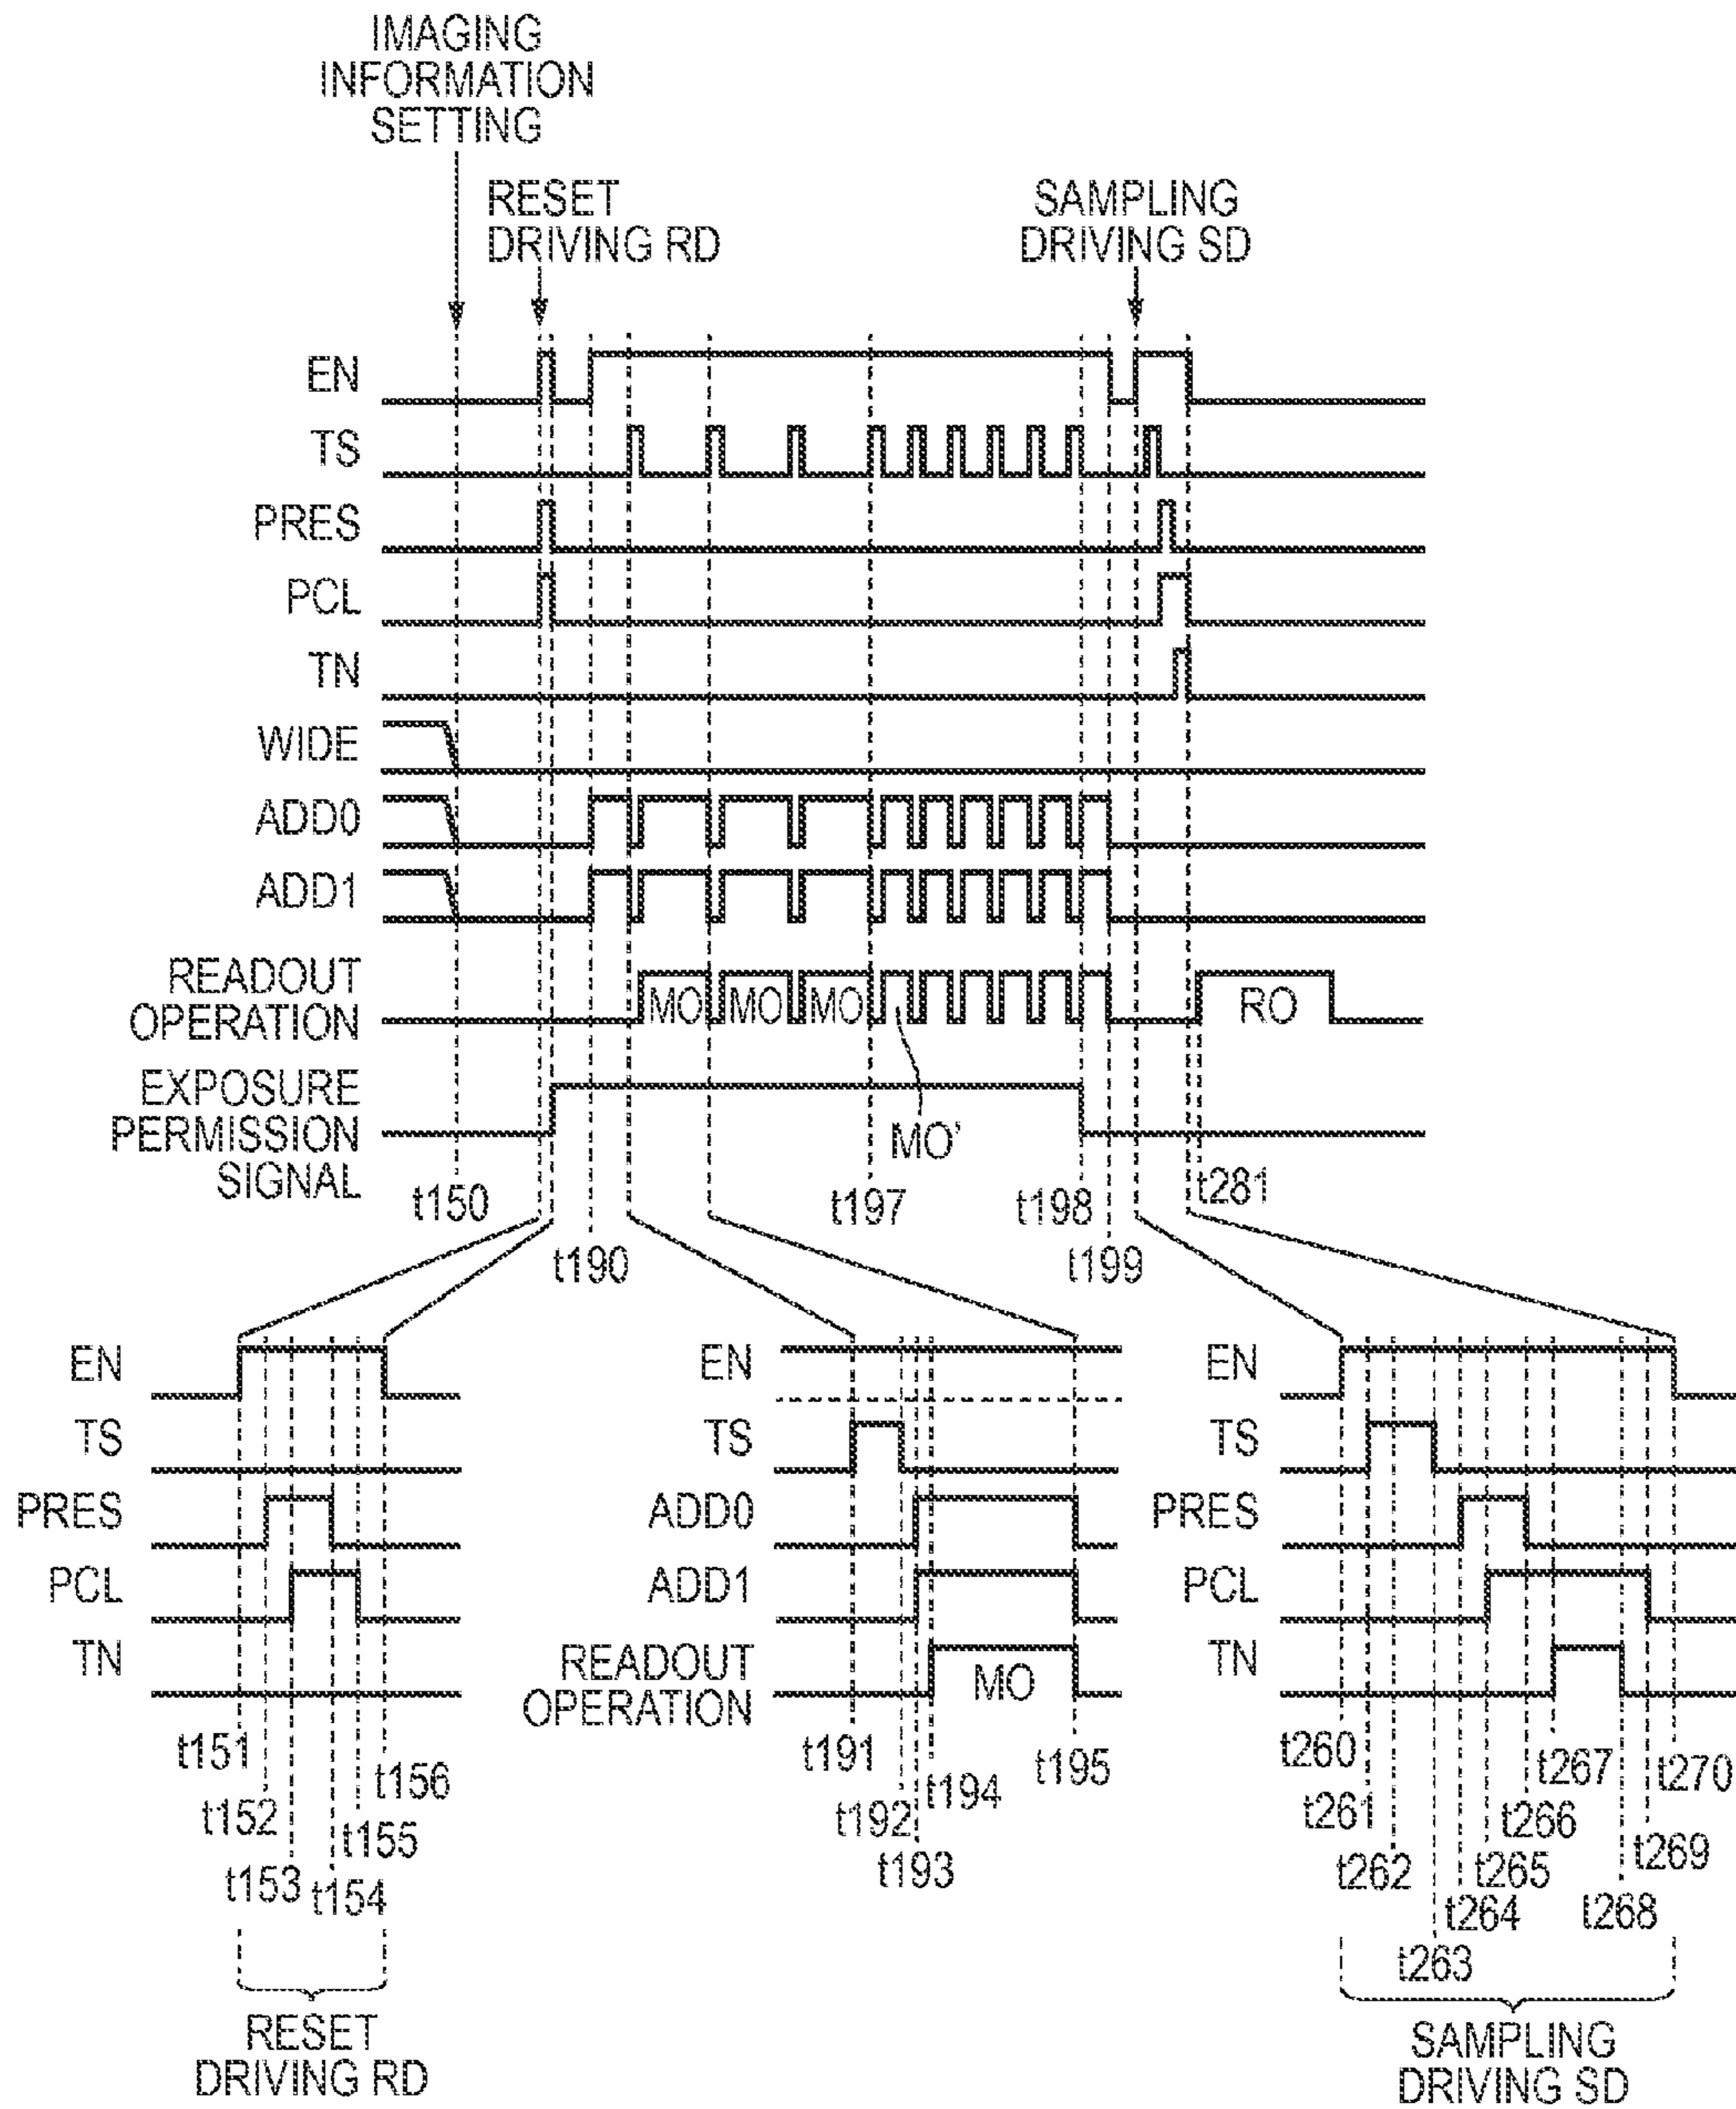 IMAGING
INFORMATION
SETTING
RESET
DRIVING RD
SAMPLING
DRIVING SD
EN
TS
PRES
PCL
TN
WIDE
ADD0
ADD1
READOUT
OPERATION
MO MO MO RO
EXPOSURE
PERMISSION
SIGNAL
MO'
t150 t197 t198 t281
t190 t199
EN
TS
PRES
PCL
TN
t151
t152
t153
t154
t155
t156
RESET
DRIVING RD
EN
TS
ADD0
ADD1
READOUT
OPERATION
MO
t191
t192
t193
t194
t195
EN
TS
PRES
PCL
TN
t260
t261
t262
t263
t264
t265
t266
t267
t268
t269
t270
SAMPLING
DRIVING SD